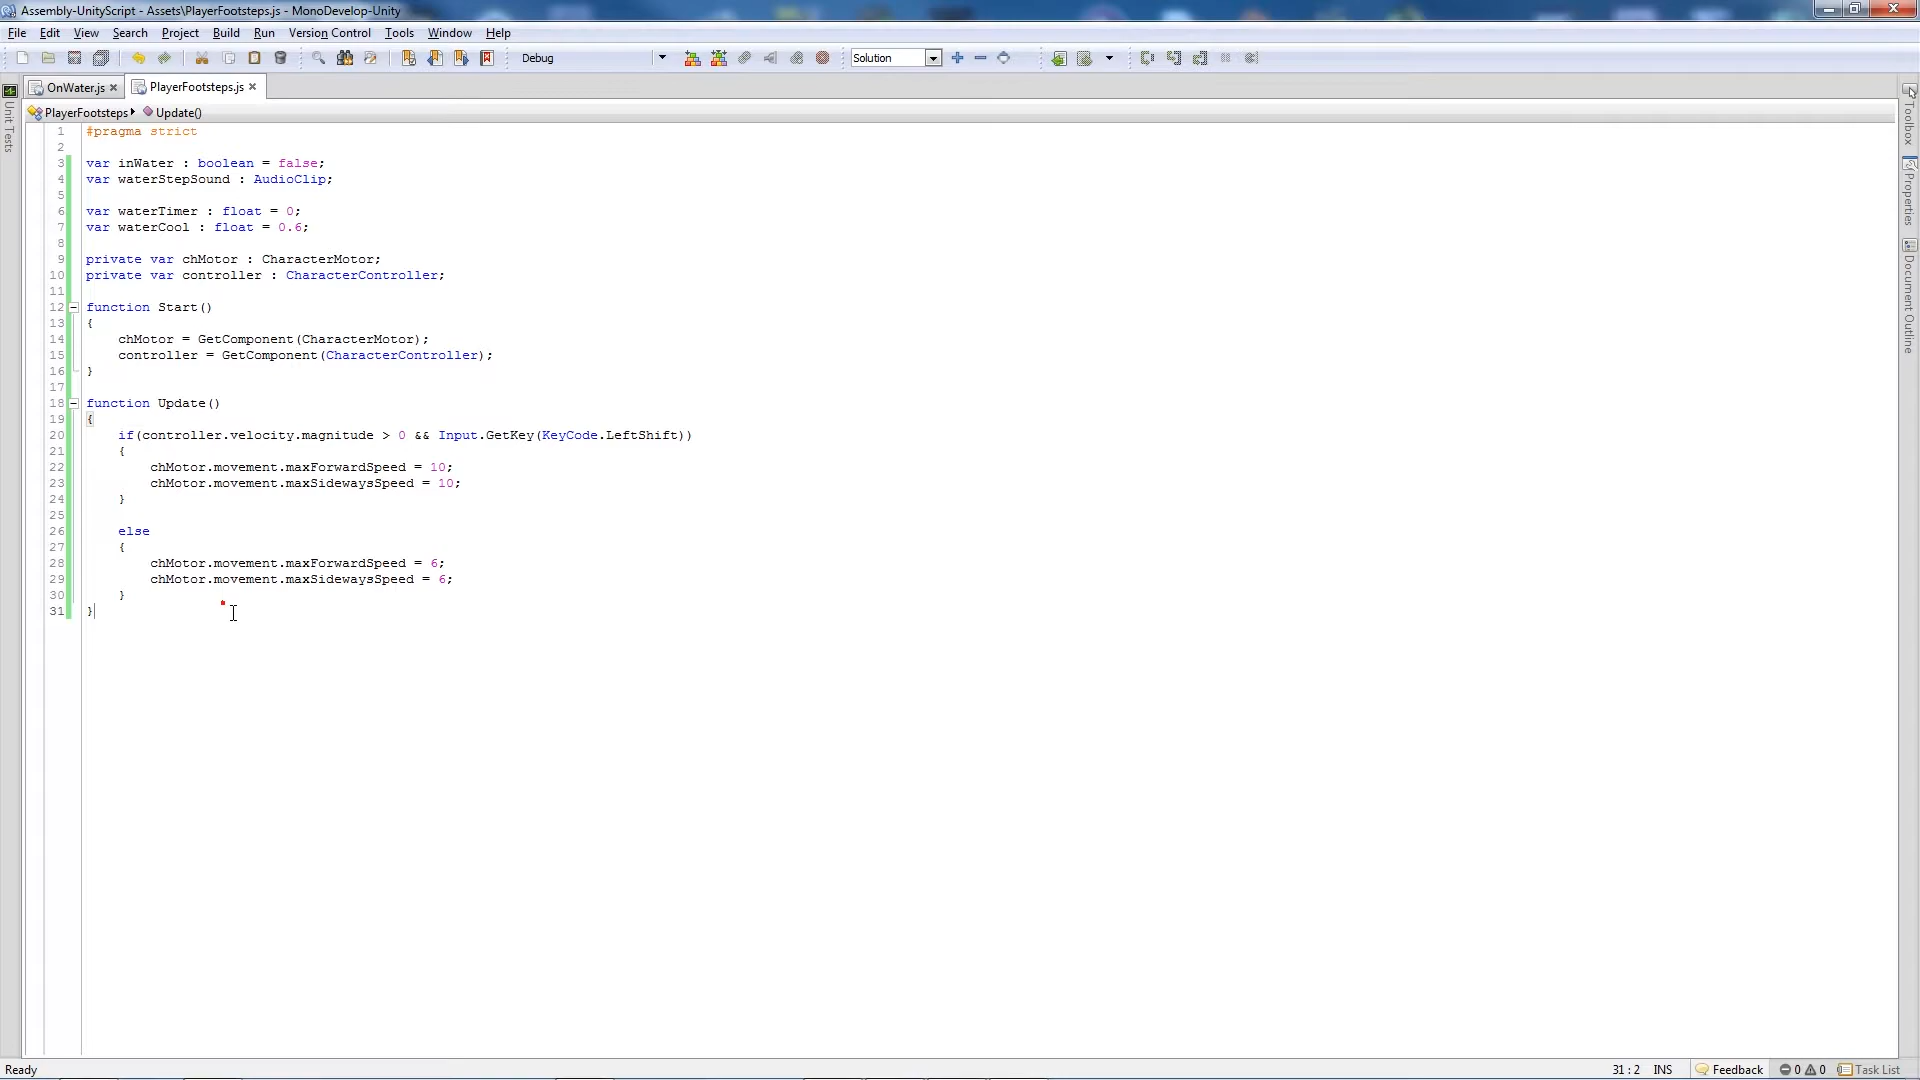 Assembly-UnityScript - Assets\PlayerFootsteps.js - MonoDevelop-Unity
File Edit View Search Project Build Run Version Control Tools Window Help
Debug
Solution
OnWater.js
PlayerFootsteps.js
PlayerFootsteps Update()
Unit Tests
1 #pragma strict
2
3 var inWater : boolean = false;
4 var waterStepSound : AudioClip;
5
6 var waterTimer : float = 0;
7 var waterCool : float = 0.6;
8
9 private var chMotor : CharacterMotor;
10 private var controller : CharacterController;
11
12 function Start()
13 {
14 chMotor = GetComponent(CharacterMotor);
15 controller = GetComponent(CharacterController);
16 }
17
18 function Update()
19 {
20 if(controller.velocity.magnitude > 0 && Input.GetKey(KeyCode.LeftShift))
21 {
22 chMotor.movement.maxForwardSpeed = 10;
23 chMotor.movement.maxSidewaysSpeed = 10;
24 }
25
26 else
27 {
28 chMotor.movement.maxForwardSpeed = 6;
29 chMotor.movement.maxSidewaysSpeed = 6;
30 }
31 }
Toolbox
Properties
Document Outline
Ready
31 : 2 INS Feedback 0 0 Task List